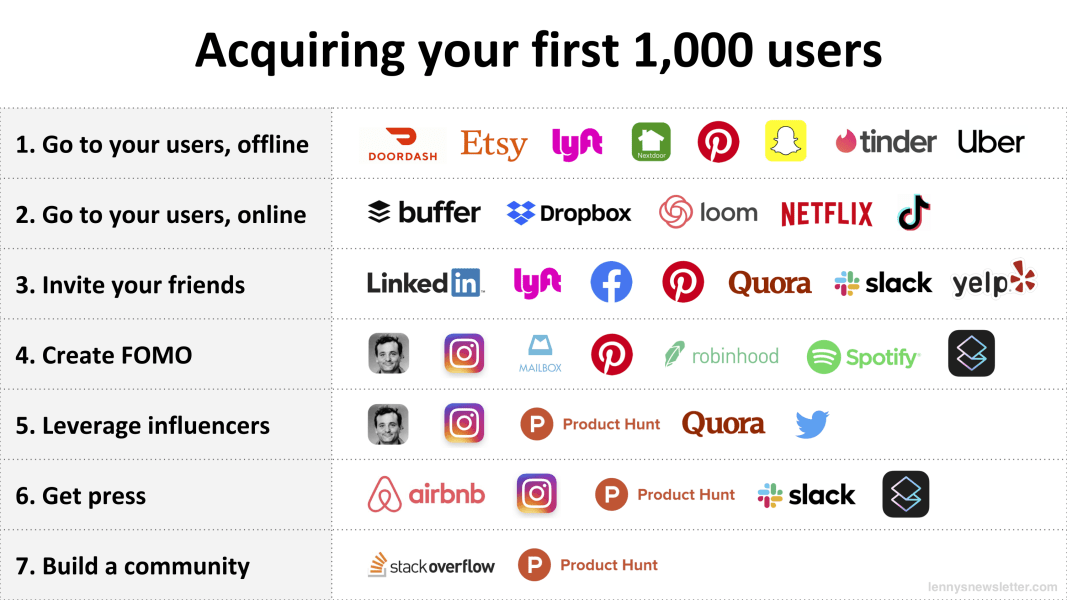 Acquiring your first 1,000 users
1. Go to your users, offline
DOORDASH Etsy lyft Nextdoor tinder Uber
2. Go to your users, online
buffer Dropbox loom NETFLIX
3. Invite your friends
LinkedIn lyft Quora slack yelp
4. Create FOMO
MAILBOX robinhood Spotify
5. Leverage influencers
P Product Hunt Quora
6. Get press
airbnb P Product Hunt slack
7. Build a community
stackoverflow P Product Hunt
lennysnewsletter.com